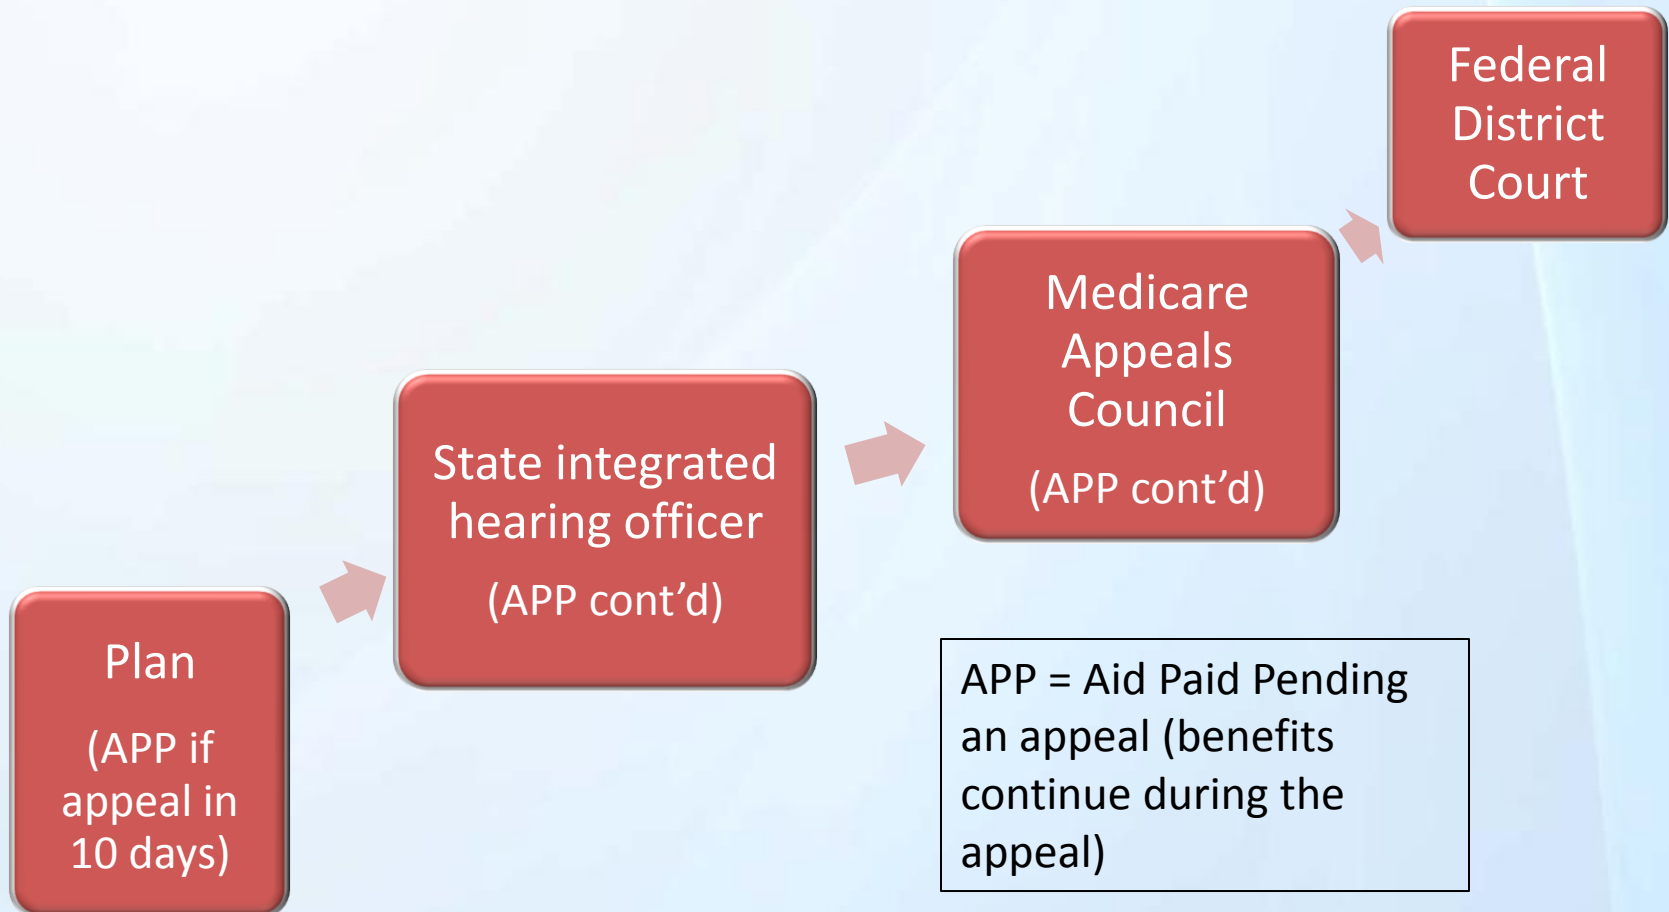 Plan
(APP if
appeal in
10 days)
State integrated
hearing officer
(APP cont’d)
Medicare
Appeals
Council
(APP cont’d)
Federal
District
Court
APP = Aid Paid Pending
an appeal (benefits
continue during the
appeal)